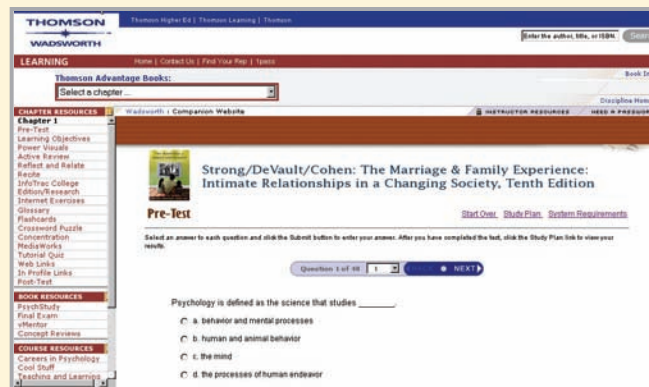 THOMSON
WADSWORTH
Thomson Higher Ed | Thomson Learning | Thomson
Enter the author, title, or ISBN.
LEARNING
Home | Contact Us | Find Your Rep | 1pass
Thomson Advantage Books:
Select a chapter ...
Book In
Discipline Hom
CHAPTER RESOURCES
Chapter 1
Pre-Test
Learning Objectives
Power Visuals
Active Review
Reflect and Relate
Recite
InfoTrac College
Edition/Research
Internet Exercises
Glossary
Flashcards
Crossword Puzzle
Concentration
MediaWorks
Tutorial Quiz
Web Links
In Profile Links
Post-Test
BOOK RESOURCES
PsychStudy
Final Exam
vMentor
Concept Reviews
COURSE RESOURCES
Careers in Psychology
Cool Stuff
Teaching and Learning
Wadsworth : Companion Website
INSTRUCTOR RESOURCES
NEED A PASSWOR
Strong/DeVault/Cohen: The Marriage & Family Experience:
Intimate Relationships in a Changing Society, Tenth Edition
Pre-Test
Start Over Study Plan System Requirements
Select an answer to each question and click the Submit button to enter your answer. After you have completed the test, click the Study Plan link to view your
results.
Question 1 of 40 1 NEXT
Psychology is defined as the science that studies ______.
a. behavior and mental processes
b. human and animal behavior
c. the mind
d. the processes of human endeavor